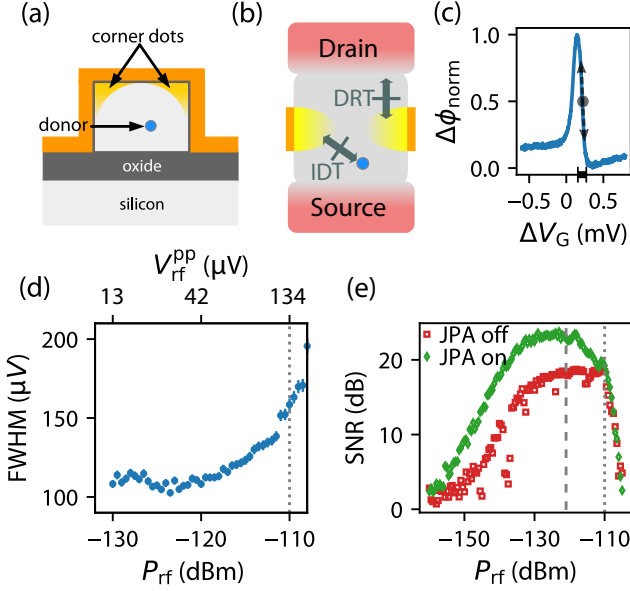 (a)
corner dots
donor
oxide
silicon
(b)
Drain
DRT
IDT
Source
(c)
Δϕnorm
1.0
0.5
0.0
−0.5
0
0.5
ΔVG (mV)
(d)
Vrf^pp (μV)
13
42
134
FWHM (μV)
200
150
100
−130
−120
−110
Prf (dBm)
(e)
JPA off
JPA on
SNR (dB)
20
10
0
−150
−130
−110
Prf (dBm)